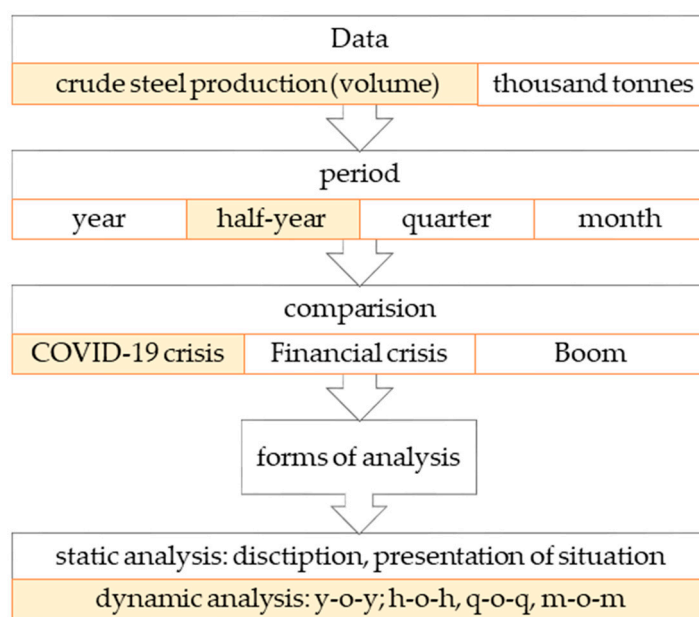 Data
crude steel production (volume) thousand tonnes
period
year half-year quarter month
comparision
COVID-19 crisis Financial crisis Boom
forms of analysis
static analysis: disctiption, presentation of situation
dynamic analysis: y-o-y; h-o-h, q-o-q, m-o-m